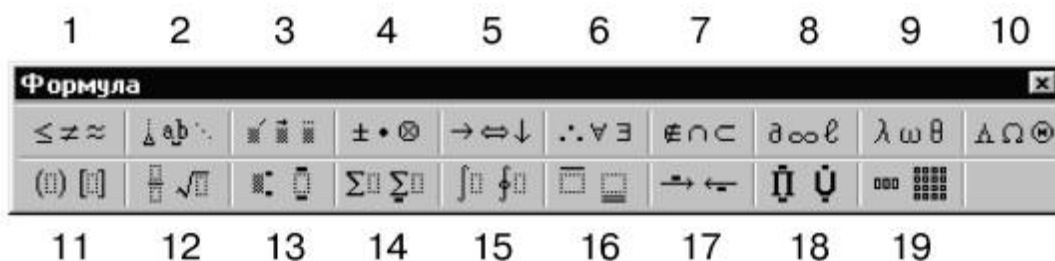 1 2 3 4 5 6 7 8 9 10
Формула
≤ ≠ ≈ ab ± • ⊗ → ⇔ ↓ ∴ ∀ ∃ ∉ ∩ ⊂ ∂ ∞ ℓ λ ω θ Λ Ω Θ
( ) [ ] √ Σ Σ ∫ ∮ → ← Π Ů
11 12 13 14 15 16 17 18 19